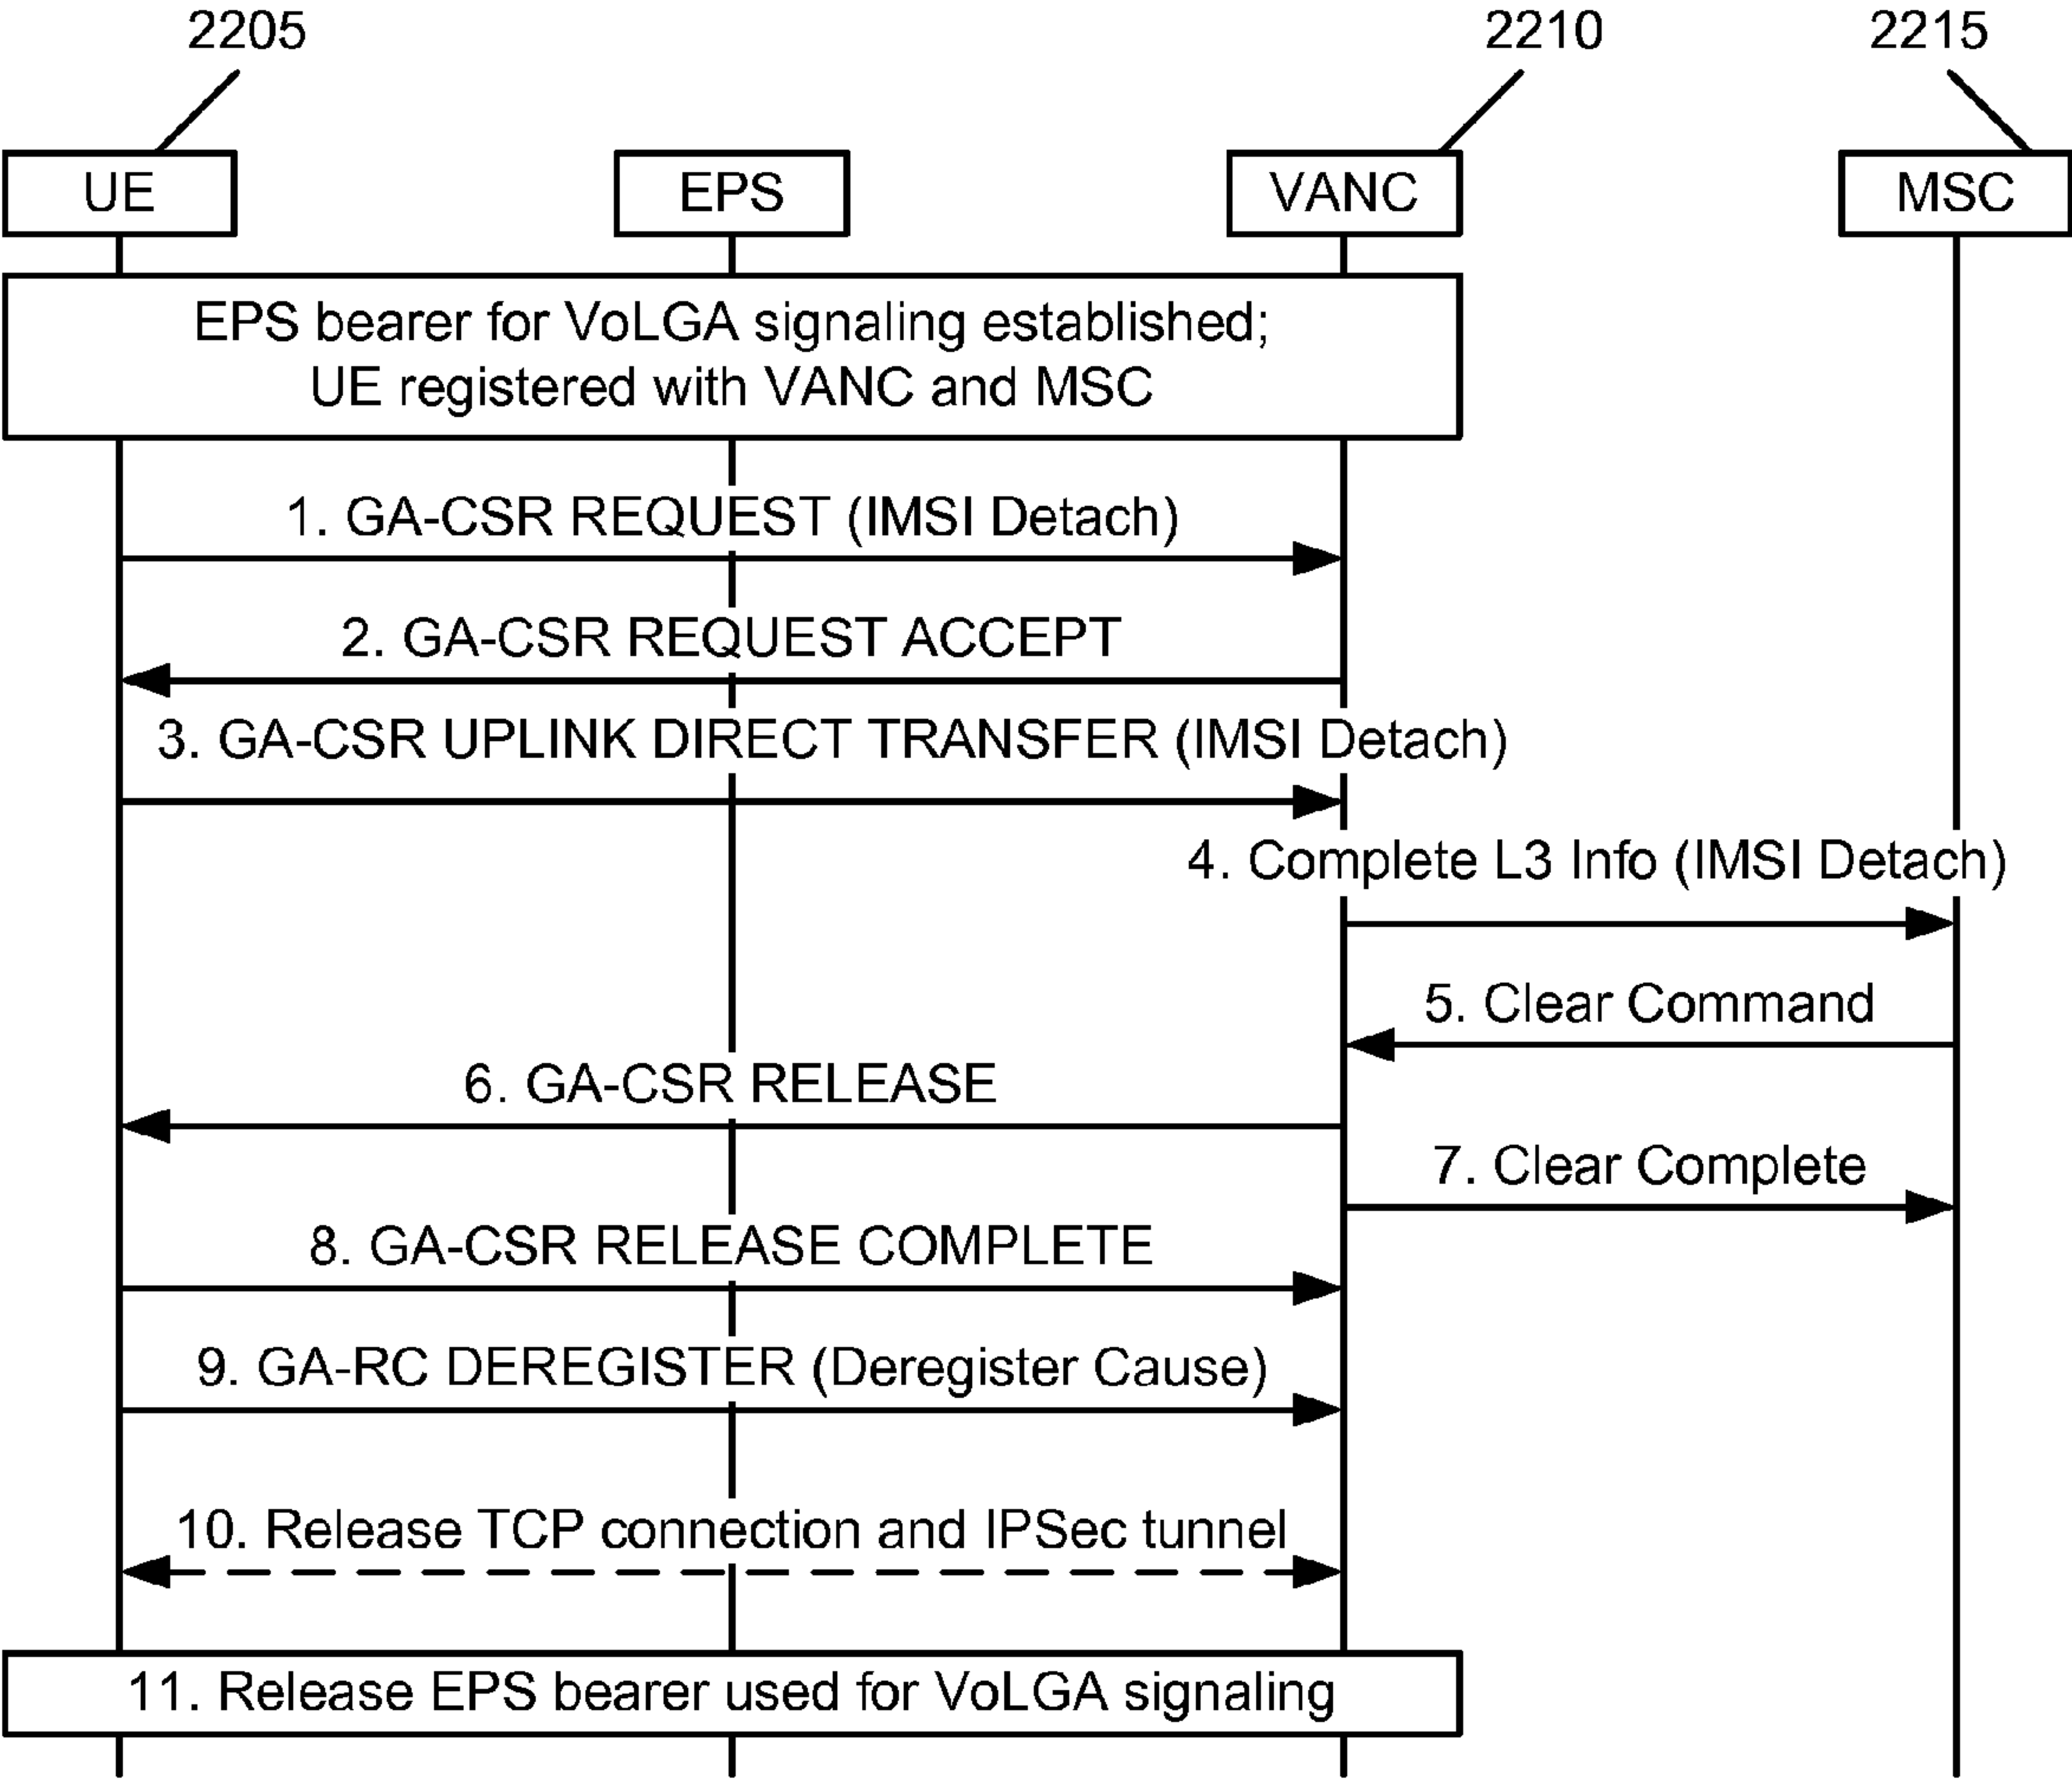 2205
2210
2215
UE
EPS
VANC
MSC
EPS bearer for VoLGA signaling established;
UE registered with VANC and MSC
1. GA-CSR REQUEST (IMSI Detach)
2. GA-CSR REQUEST ACCEPT
3. GA-CSR UPLINK DIRECT TRANSFER (IMSI Detach)
4. Complete L3 Info (IMSI Detach)
5. Clear Command
6. GA-CSR RELEASE
7. Clear Complete
8. GA-CSR RELEASE COMPLETE
9. GA-RC DEREGISTER (Deregister Cause)
10. Release TCP connection and IPSec tunnel
11. Release EPS bearer used for VoLGA signaling